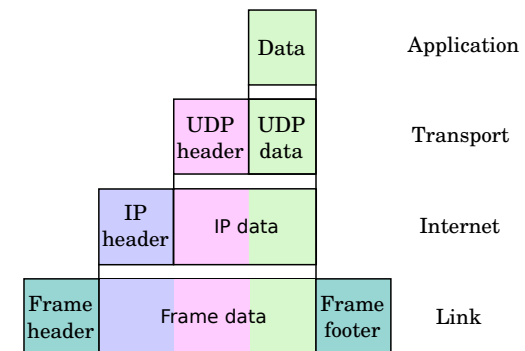 Data
Application
UDP header
UDP data
Transport
IP header
IP data
Internet
Frame header
Frame data
Frame footer
Link